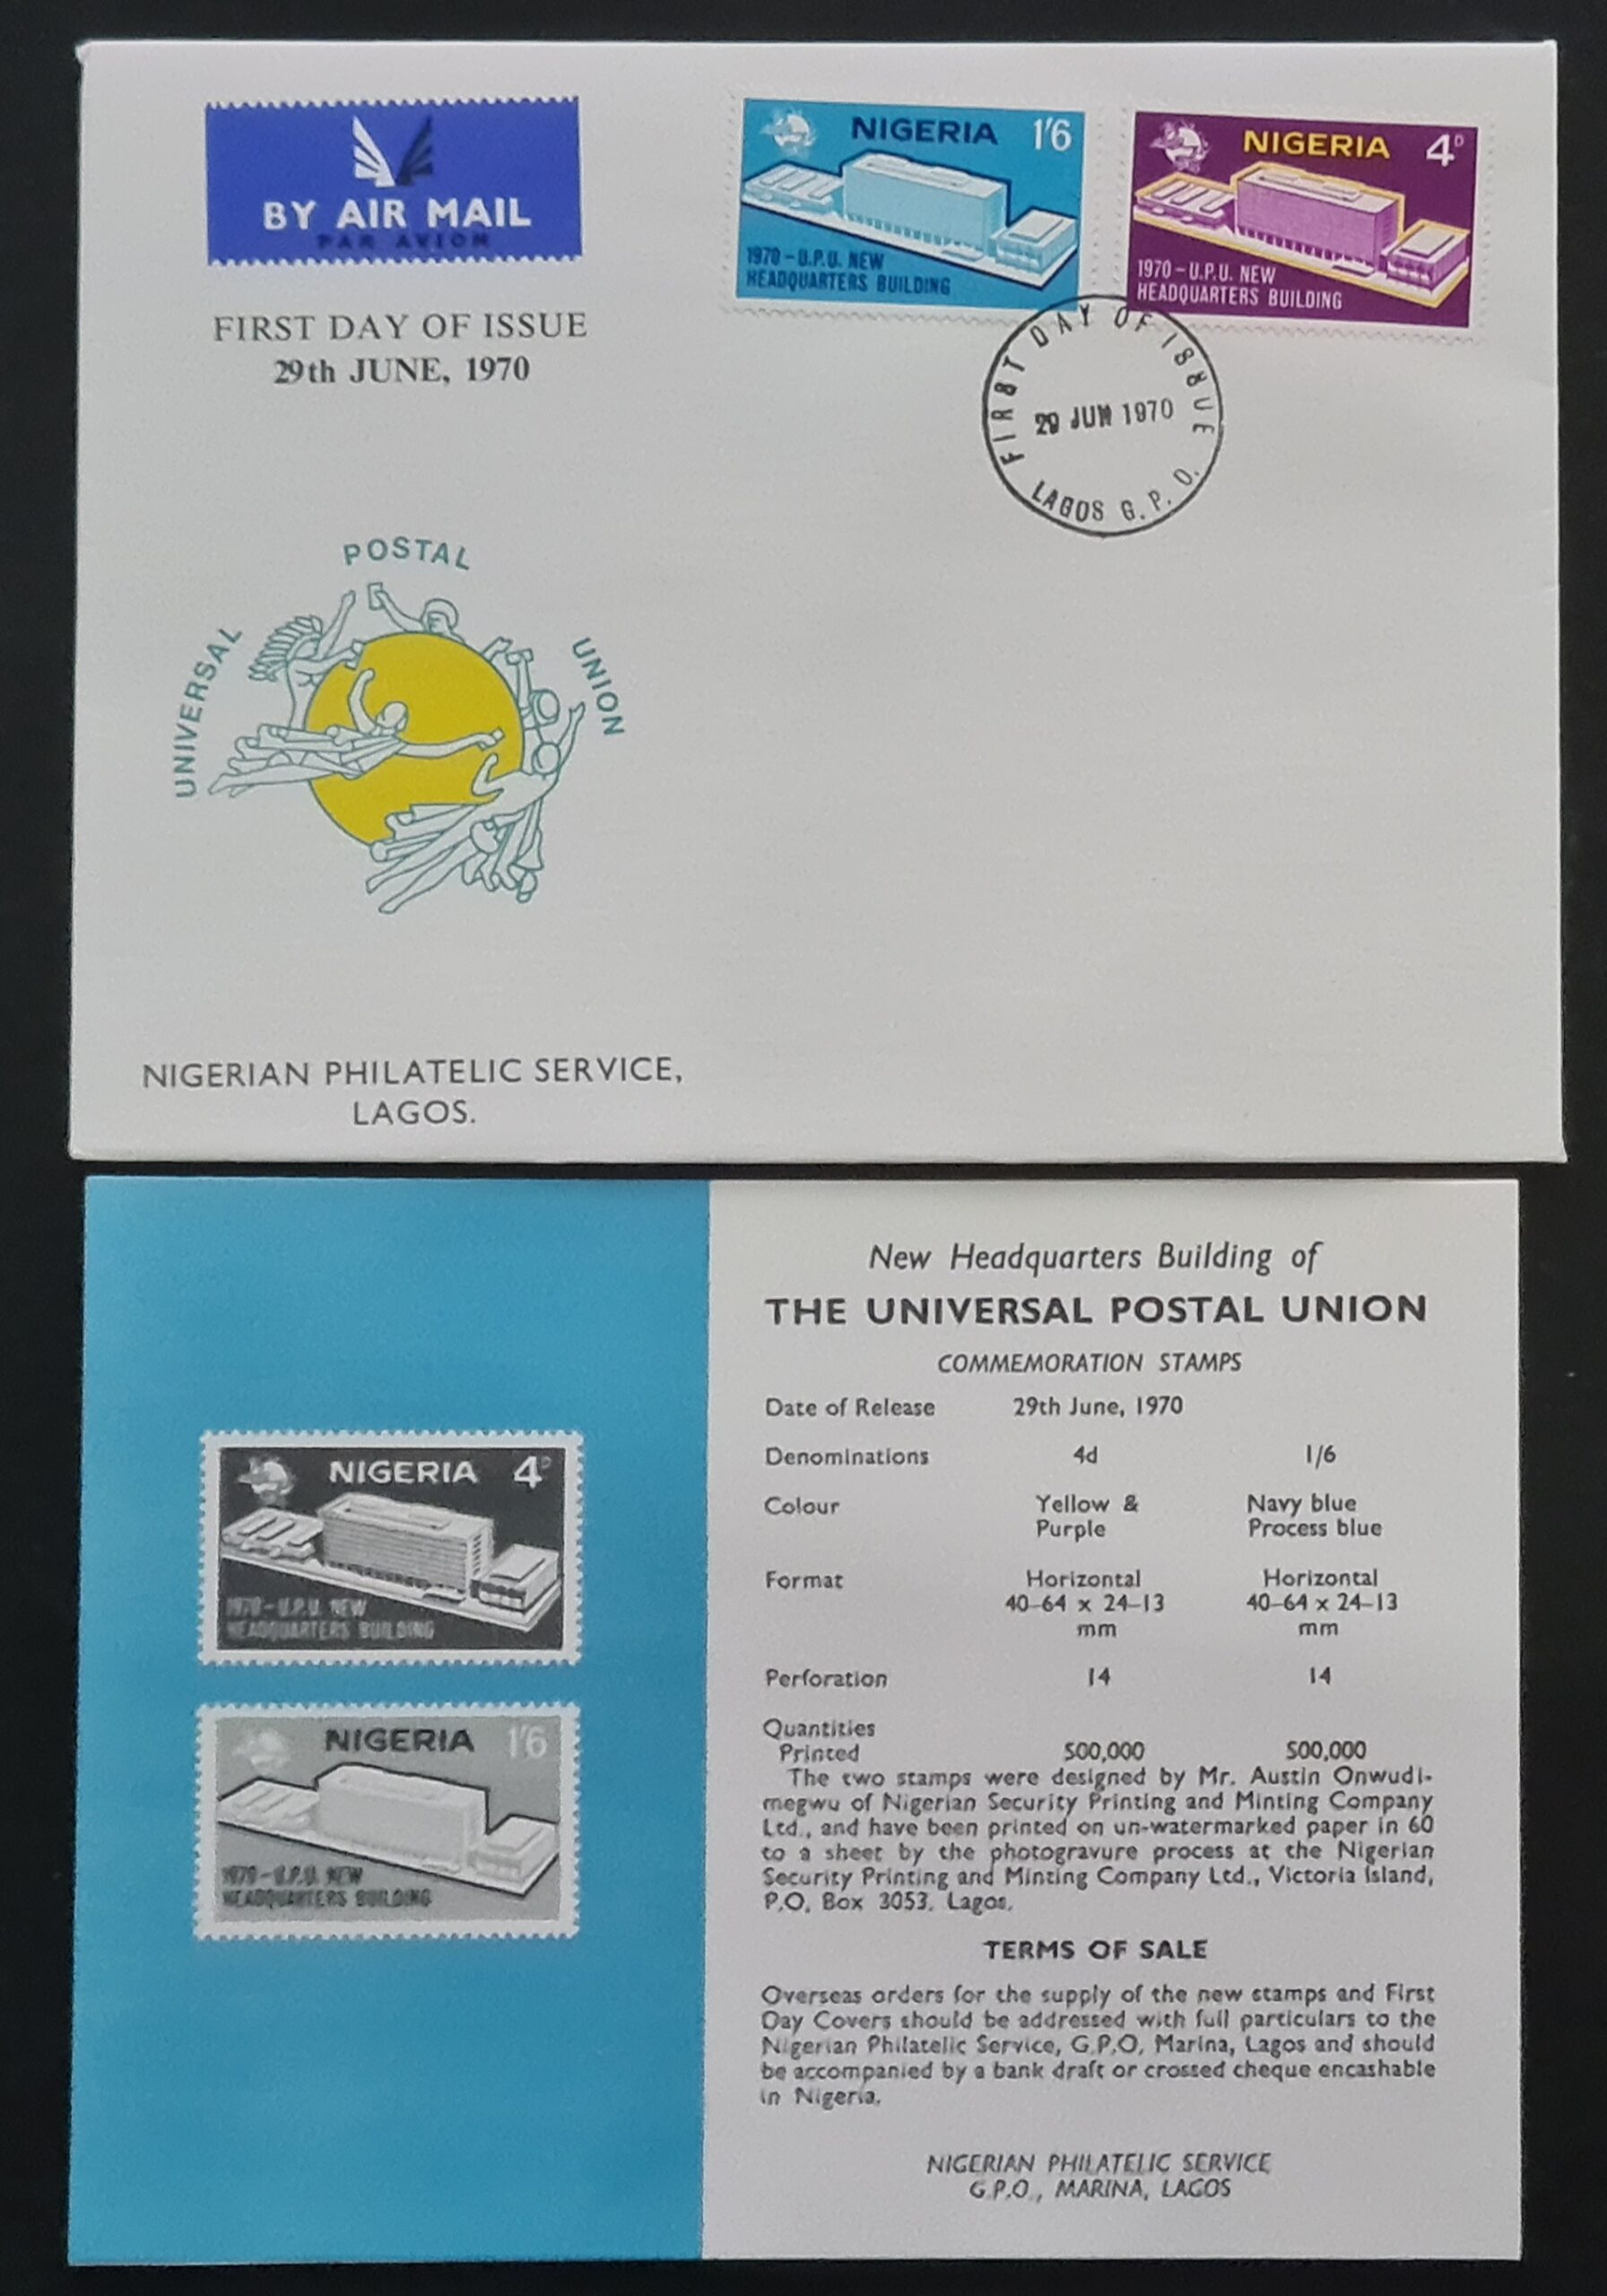 BY AIR MAIL
PAR AVION
FIRST DAY OF ISSUE
29th JUNE, 1970
NIGERIA 1'6
1970 - U.P.U. NEW
HEADQUARTERS BUILDING
NIGERIA 4D
1970 - U.P.U. NEW
HEADQUARTERS BUILDING
FIRST DAY OF ISSUE
29 JUN 1970
LAGOS G.P.O.
UNIVERSAL POSTAL UNION
NIGERIAN PHILATELIC SERVICE,
LAGOS.
NIGERIA 4D
1970 - U.P.U. NEW
HEADQUARTERS BUILDING
NIGERIA 1'6
1970 - U.P.U. NEW
HEADQUARTERS BUILDING
New Headquarters Building of
THE UNIVERSAL POSTAL UNION
COMMEMORATION STAMPS
Date of Release 29th June, 1970
Denominations 4d 1/6
Colour Yellow & Navy blue
Purple Process blue
Format Horizontal Horizontal
40-64 x 24-13 40-64 x 24-13
mm mm
Perforation 14 14
Quantities
Printed 500,000 500,000
The two stamps were designed by Mr. Austin Onwudi-
megwu of Nigerian Security Printing and Minting Company
Ltd., and have been printed on un-watermarked paper in 60
to a sheet by the photogravure process at the Nigerian
Security Printing and Minting Company Ltd., Victoria Island,
P.O. Box 3053, Lagos.
TERMS OF SALE
Overseas orders for the supply of the new stamps and First
Day Covers should be addressed with full particulars to the
Nigerian Philatelic Service, G.P.O, Marina, Lagos and should
be accompanied by a bank draft or crossed cheque encashable
in Nigeria.
NIGERIAN PHILATELIC SERVICE
G.P.O., MARINA, LAGOS